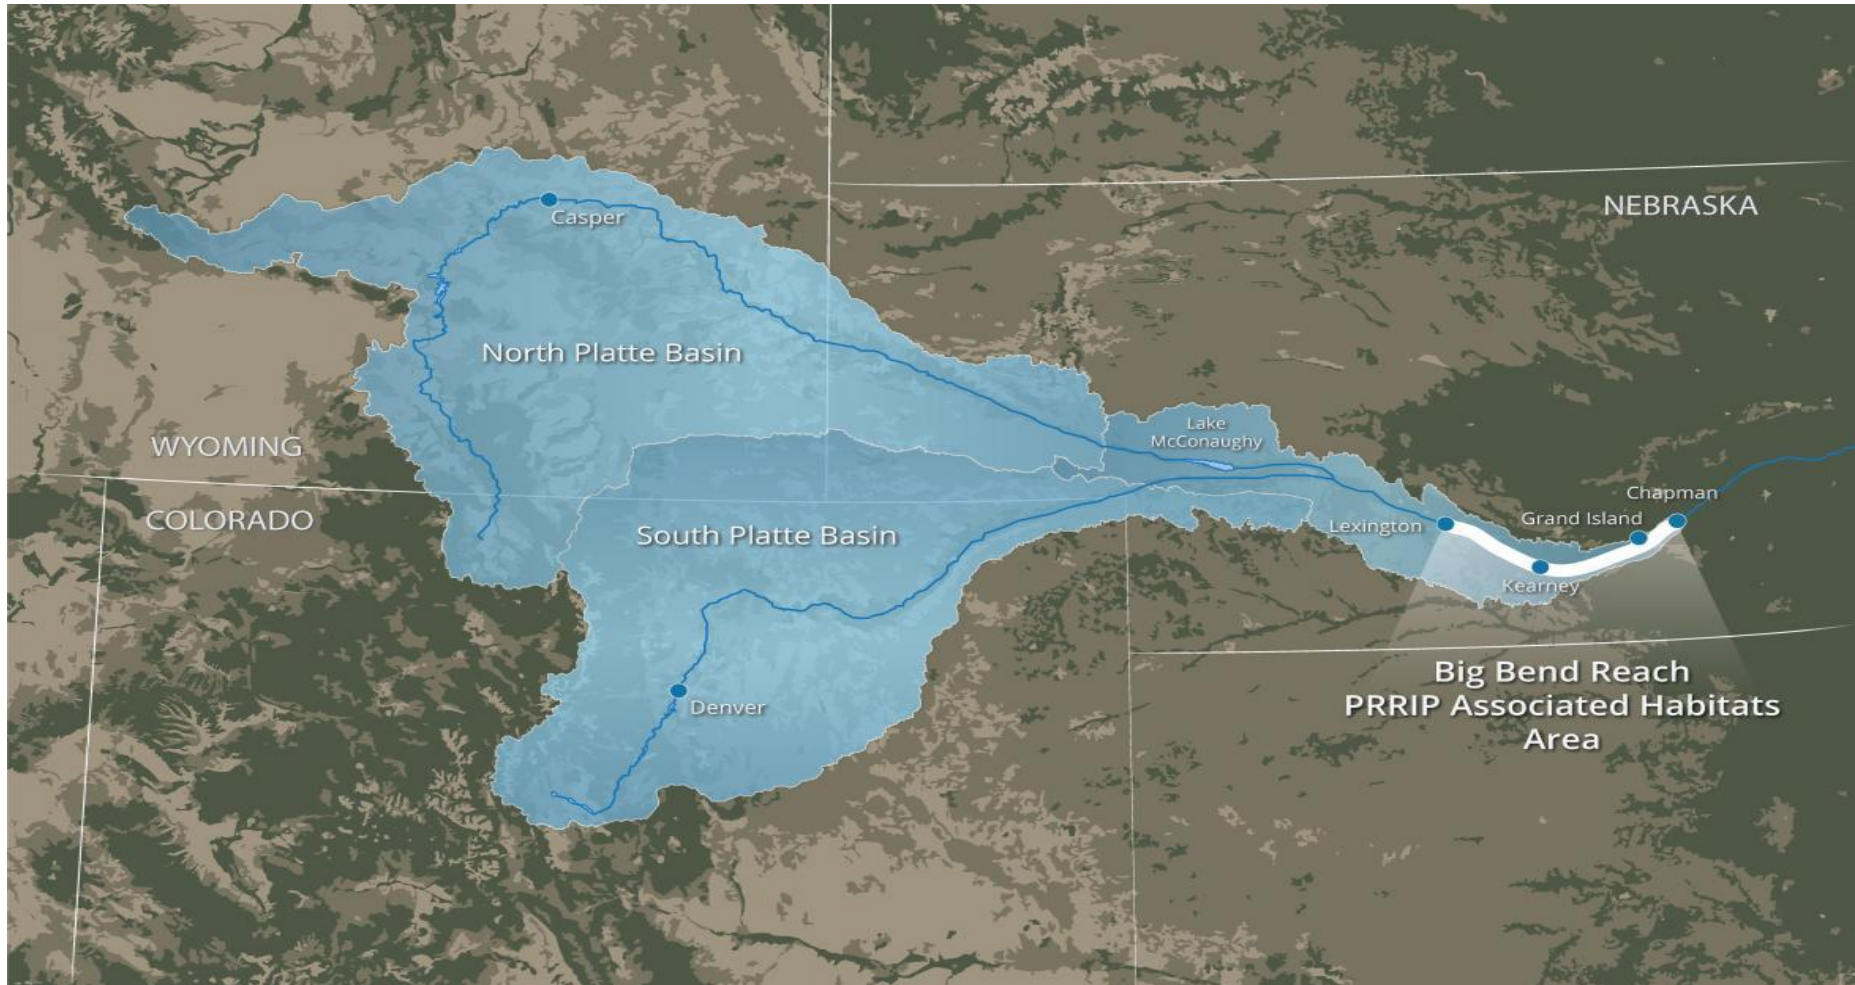 NEBRASKA
Casper
North Platte Basin
WYOMING
Lake
McConaughy
COLORADO
South Platte Basin
Chapman
Grand Island
Lexington
Kearney
Denver
Big Bend Reach
PRRIP Associated Habitats
Area